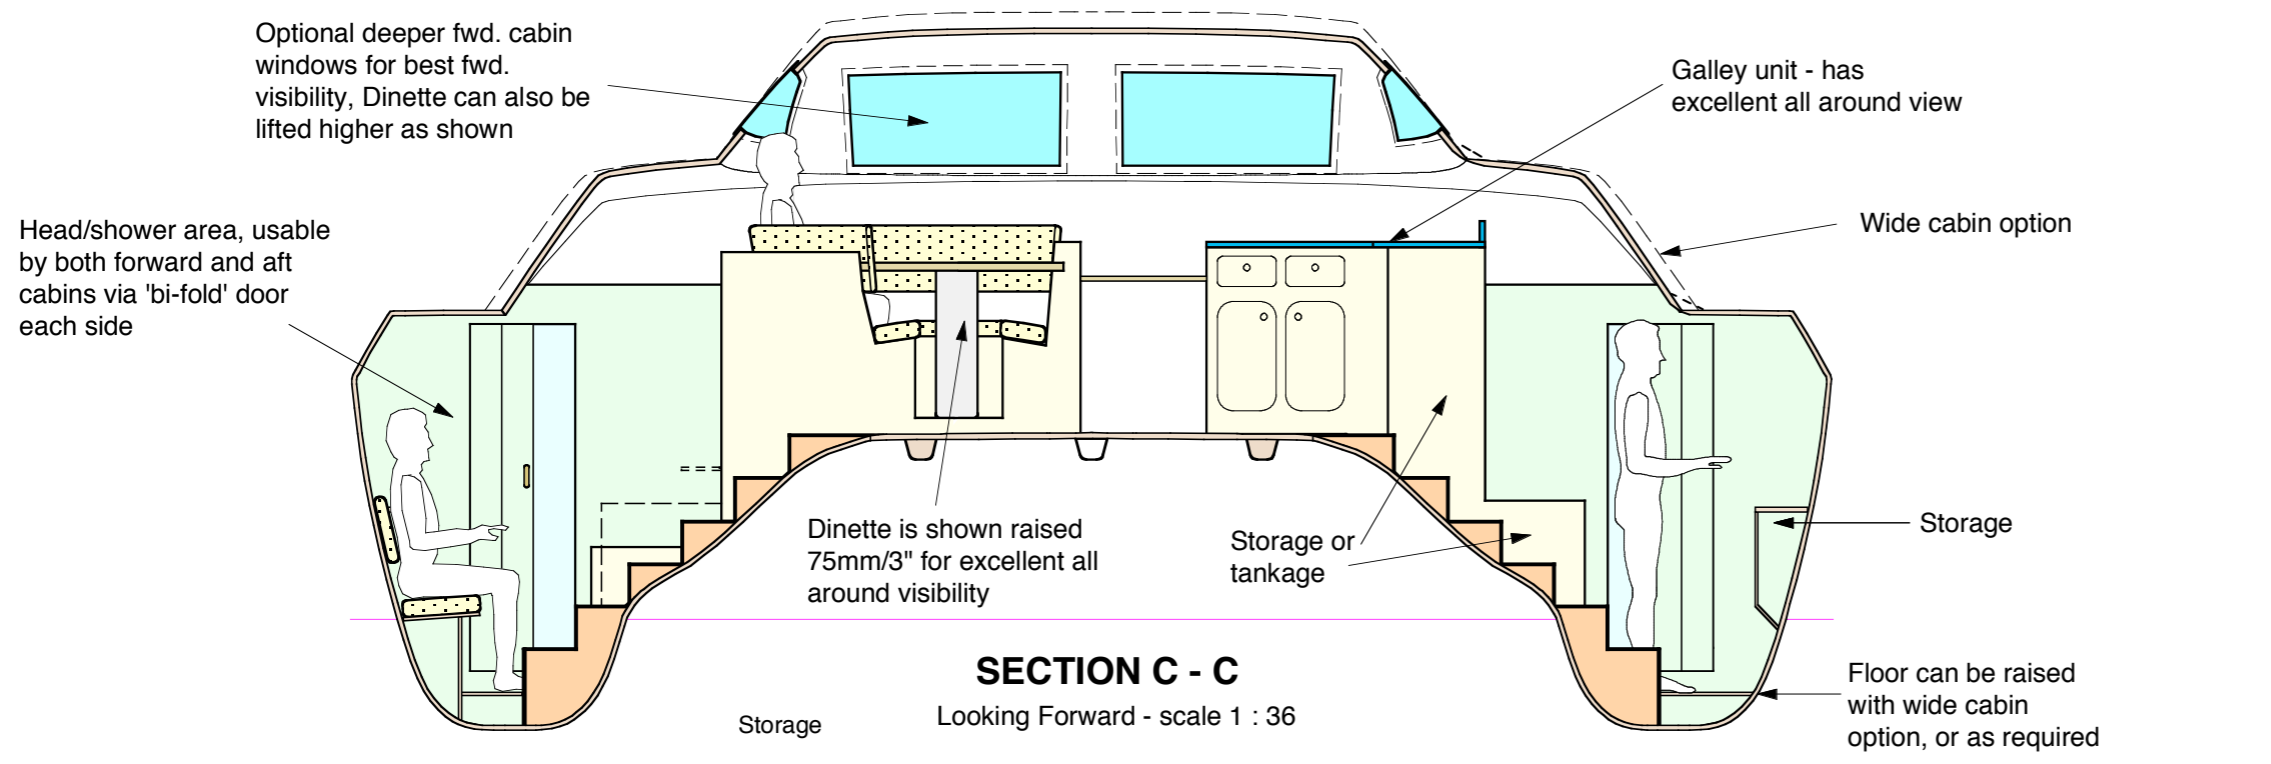 Optional deeper fwd. cabin
windows for best fwd.
visibility, Dinette can also be
lifted higher as shown
Galley unit - has
excellent all around view
Head/shower area, usable
by both forward and aft
cabins via 'bi-fold' door
each side
Wide cabin option
Dinette is shown raised
75mm/3" for excellent all
around visibility
Storage or
tankage
Storage
SECTION C - C
Looking Forward - scale 1 : 36
Storage
Floor can be raised
with wide cabin
option, or as required